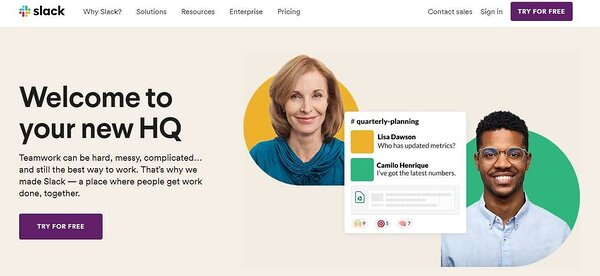 slack
Why Slack?
Solutions
Resources
Enterprise
Pricing
Contact sales
Sign in
TRY FOR FREE
Welcome to
your new HQ
Teamwork can be hard, messy, complicated…
and still the best way to work. That's why we
made Slack — a place where people get work
done, together.
TRY FOR FREE
# quarterly-planning
Lisa Dawson
Who has updated metrics?
Camilo Henrique
I've got the latest numbers.
9
5
7